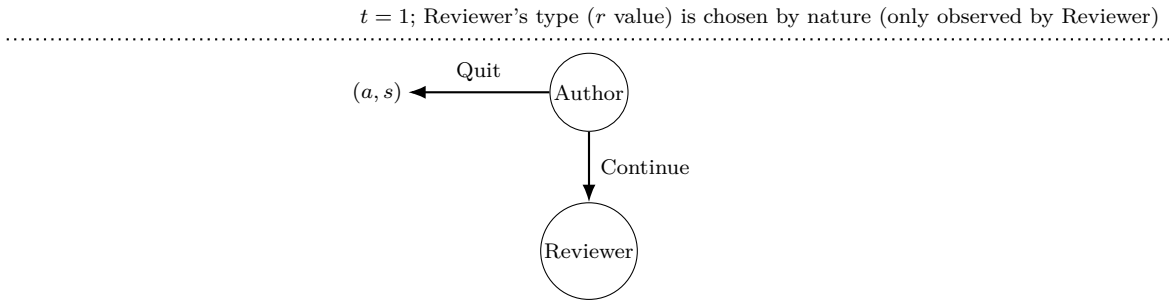 t = 1; Reviewer's type (r value) is chosen by nature (only observed by Reviewer)
Quit
(a, s)
Author
Continue
Reviewer